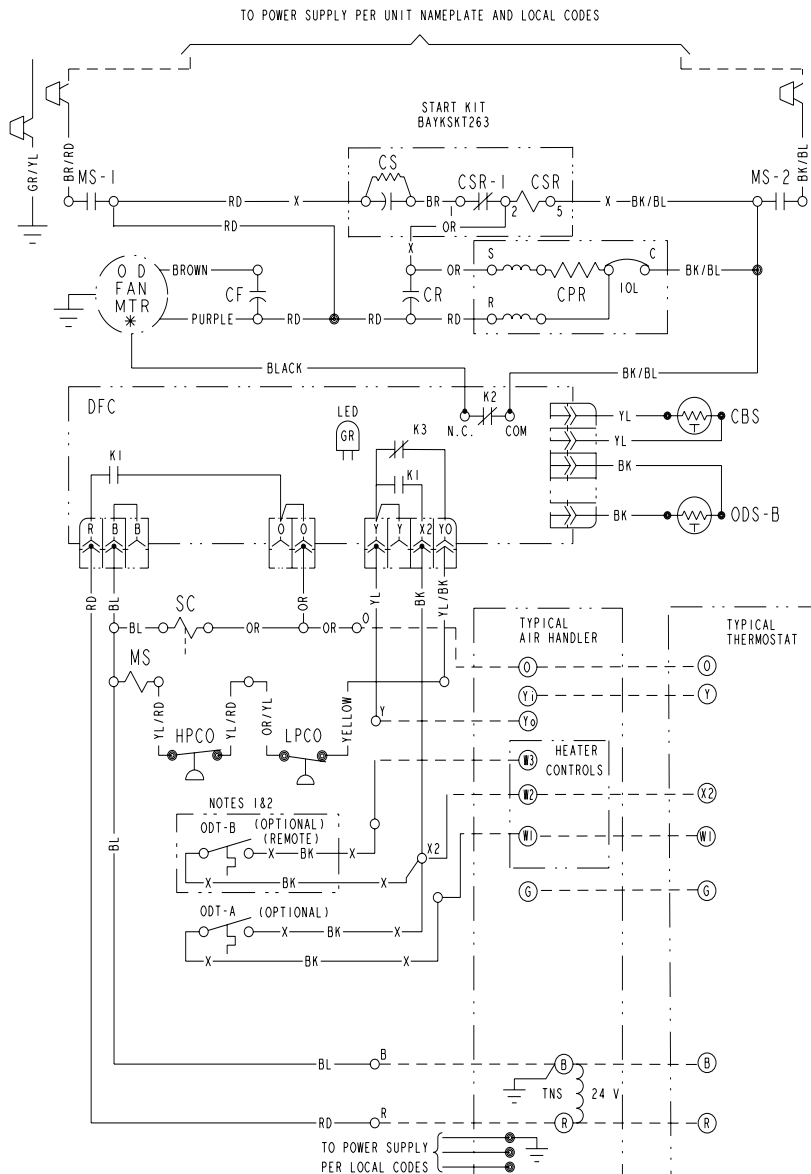 TO POWER SUPPLY PER UNIT NAMEPLATE AND LOCAL CODES
START KIT
BAYKSKT263
GR/YL
BR/RD
BK/BL
MS-1
RD
X
CS
BR
1
CSR-1
2
CSR
5
X
BK/BL
MS-2
RD
OR
X
O D
FAN
MTR
*
BROWN
CF
PURPLE
RD
RD
CR
OR
S
CPR
IOL
C
BK/BL
RD
R
BLACK
BK/BL
DFC
LED
GR
K2
N.C.
COM
YL
CBS
YL
BK
BK
ODS-B
K1
K3
K1
R
B
B
O
O
Y
Y
X2
YO
RD
BL
OR
YL
BK
YL/BK
SC
BL
OR
OR
O
MS
YL/RD
HPCO
YL/RD
OR/YL
LPCO
YELLOW
Y
TYPICAL
AIR HANDLER
TYPICAL
THERMOSTAT
O
O
Yi
Y
Yo
HEATER
CONTROLS
W3
W2
X2
W1
W1
G
G
NOTES 1&2
ODT-B
(OPTIONAL)
(REMOTE)
X
BK
X
X
BK
X
X2
BL
ODT-A
(OPTIONAL)
X
BK
X
X
BK
X
BL
B
B
B
TNS
24 V
RD
R
R
R
TO POWER SUPPLY
PER LOCAL CODES